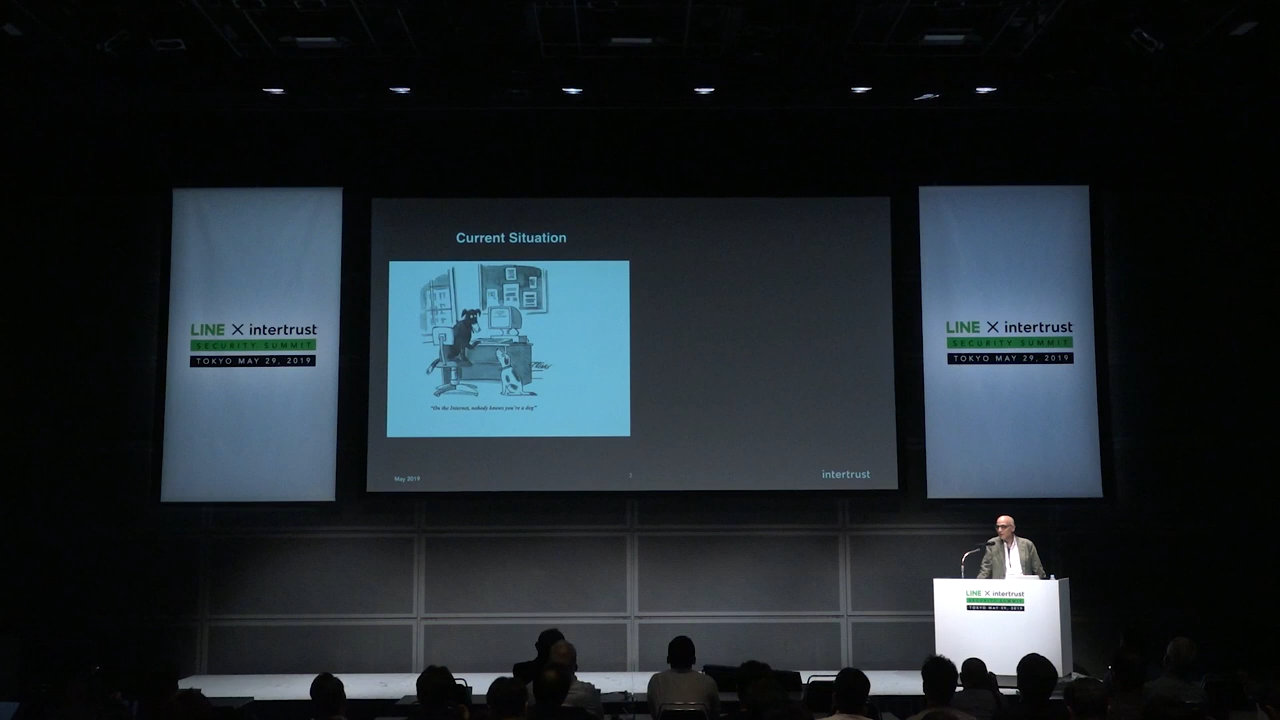 LINE X intertrust
SECURITY SUMMIT
TOKYO MAY 29, 2019
Current Situation
"On the Internet, nobody knows you're a dog"
May 2019
intertrust
LINE X intertrust
SECURITY SUMMIT
TOKYO MAY 29, 2019
LINE X intertrust
SECURITY SUMMIT
TOKYO MAY 29, 2019